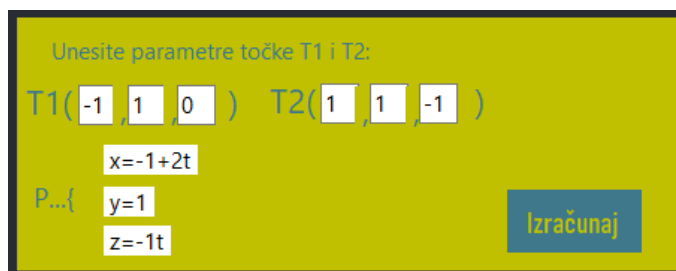 Unesite parametre točke T1 i T2:
T1( -1 , 1 , 0 ) T2( 1 , 1 , -1 )
x=-1+2t
P...{ y=1
z=-1t
Izračunaj